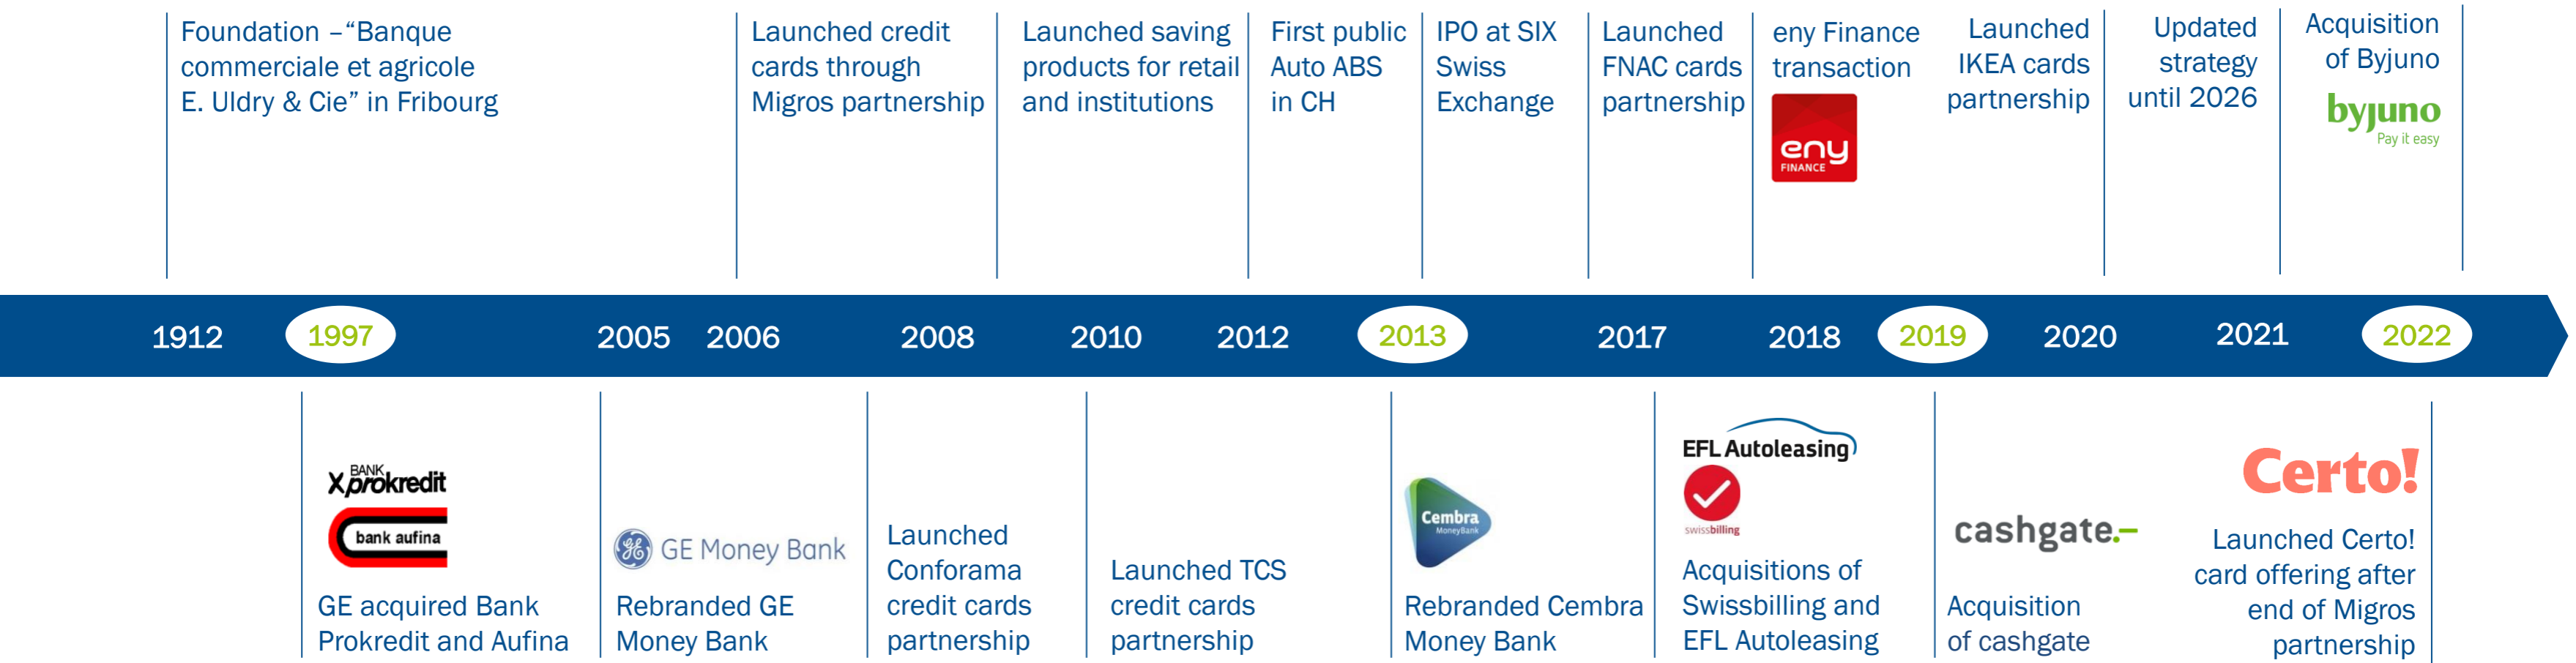 Foundation –“Banque
commerciale et agricole
E. Uldry & Cie” in Fribourg
Launched credit
cards through
Migros partnership
Launched saving
products for retail
and institutions
First public
Auto ABS
in CH
IPO at SIX
Swiss
Exchange
Launched
FNAC cards
partnership
eny Finance
transaction
eny
FINANCE
Launched
IKEA cards
partnership
Updated
strategy
until 2026
Acquisition
of Byjuno
byjuno
Pay it easy
1912
1997
2005
2006
2008
2010
2012
2013
2017
2018
2019
2020
2021
2022
BANK
Xprokredit
bank aufina
GE acquired Bank
Prokredit and Aufina
GE Money Bank
Rebranded GE
Money Bank
Launched
Conforama
credit cards
partnership
Launched TCS
credit cards
partnership
Cembra
MoneyBank
Rebranded Cembra
Money Bank
EFL Autoleasing
swissbilling
Acquisitions of
Swissbilling and
EFL Autoleasing
cashgate.–
Acquisition
of cashgate
Certo!
Launched Certo!
card offering after
end of Migros
partnership